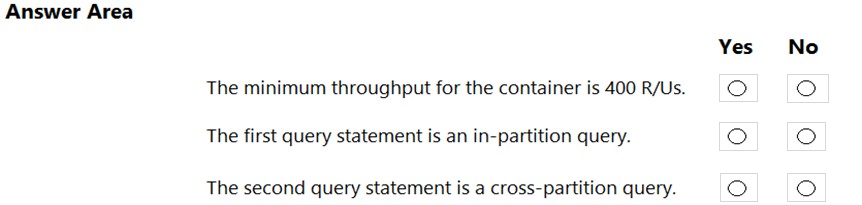 Answer Area
Yes No
The minimum throughput for the container is 400 R/Us.
The first query statement is an in-partition query.
The second query statement is a cross-partition query.